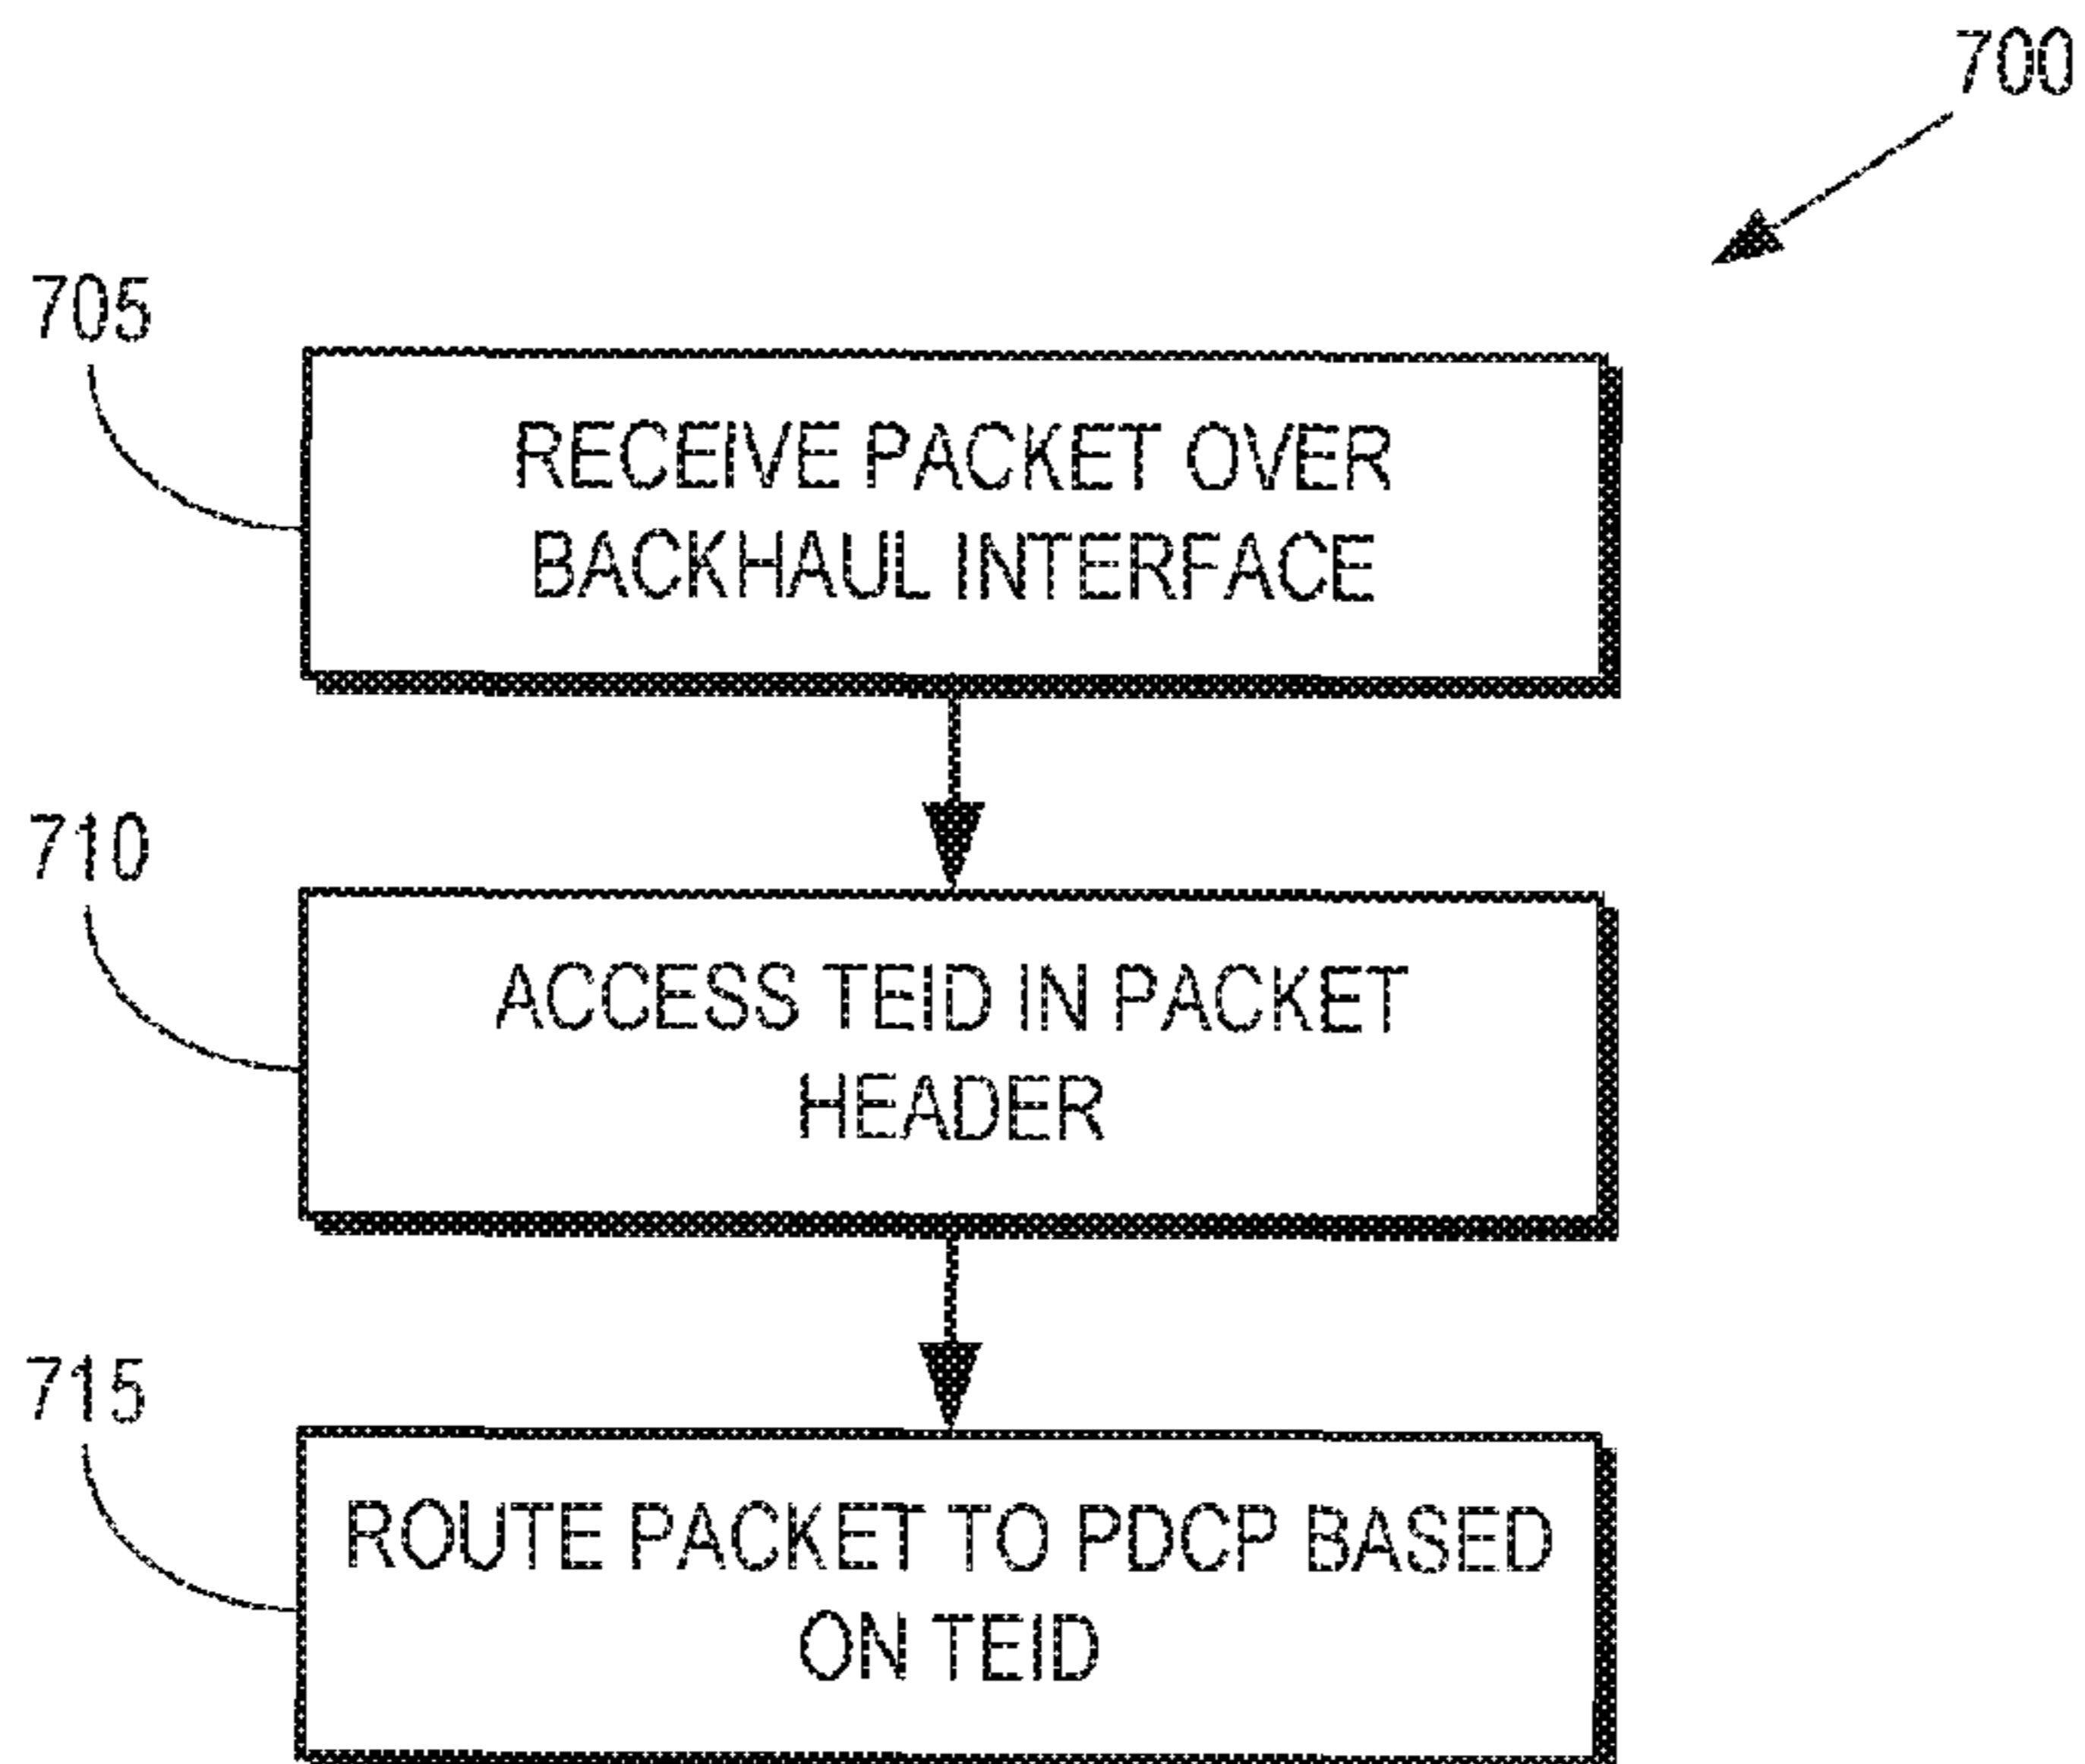 700
705
RECEIVE PACKET OVER
BACKHAUL INTERFACE
710
ACCESS TEID IN PACKET
HEADER
715
ROUTE PACKET TO PDCP BASED
ON TEID